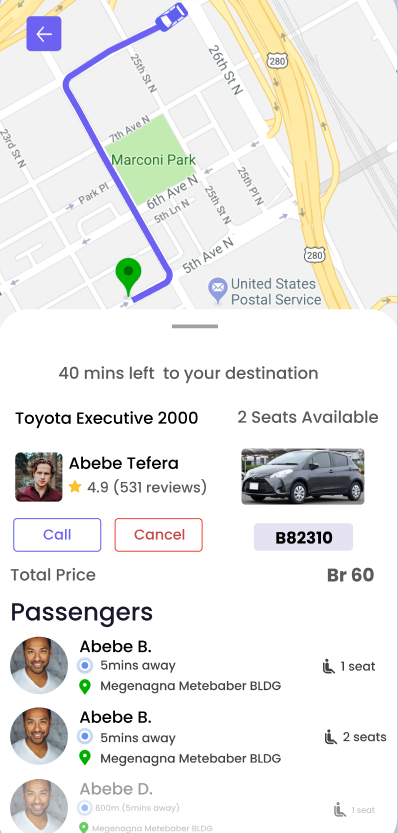 26th St N
280
25th St N
23rd St N
7th Ave N
Marconi Park
Park Pl
6th Ave N
5th Ln N
25th St N
25th Pl N
5th Ave N
280
United States
Postal Service
40 mins left to your destination
Toyota Executive 2000
2 Seats Available
Abebe Tefera
4.9 (531 reviews)
Call
Cancel
B82310
Total Price
Br 60
Passengers
Abebe B.
5mins away
1 seat
Megenagna Metebaber BLDG
Abebe B.
5mins away
2 seats
Megenagna Metebaber BLDG
Abebe D.
800m (5mins away)
1 seat
Megenagna Metebaber BLDG